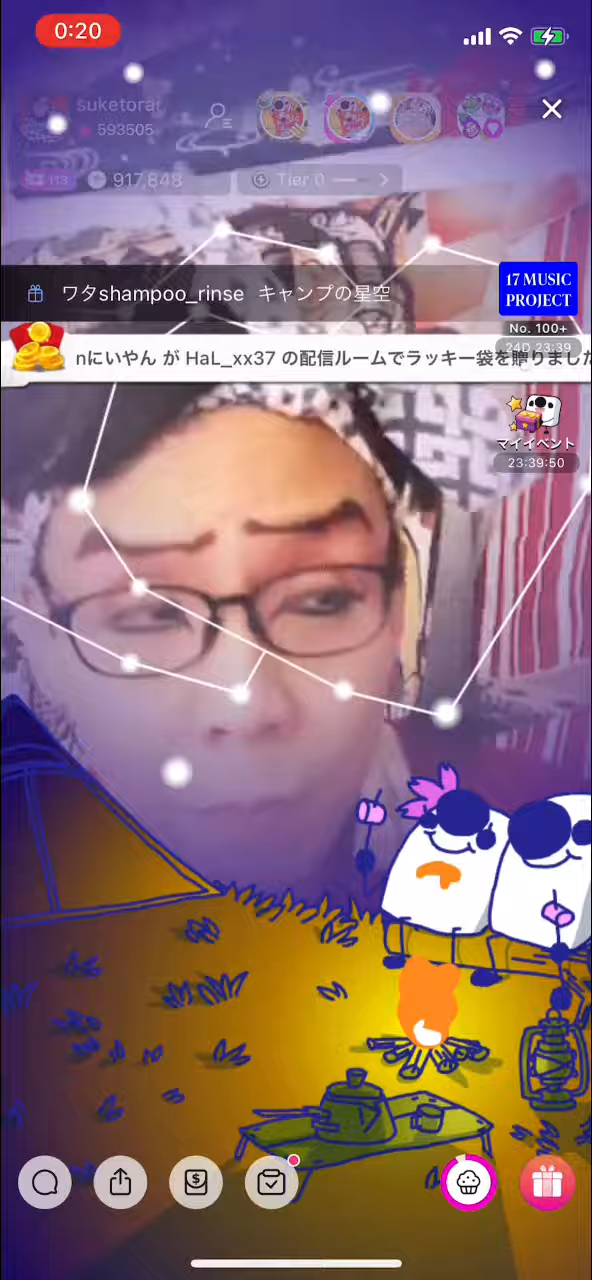 0:20
suketora
593505
113
917,848
Tier 0
ワタshampoo_rinse キャンプの星空
17 MUSIC
PROJECT
No. 100+
24D 23:39
nにいやん が HaL_xx37 の配信ルームでラッキー袋を贈りました
マイイベント
23:39:50